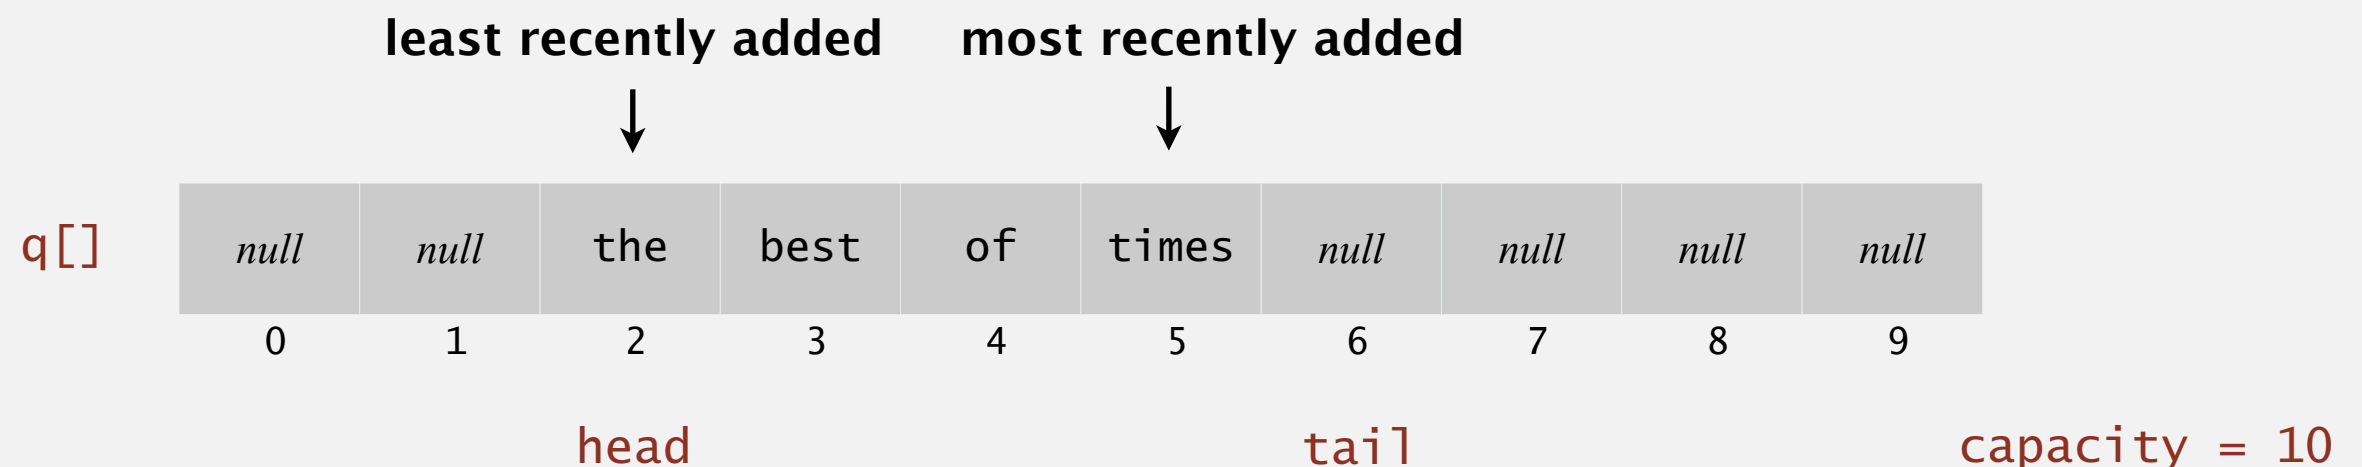 least recently added most recently added
q[] null null the best of times null null null null
0 1 2 3 4 5 6 7 8 9
head tail capacity = 10